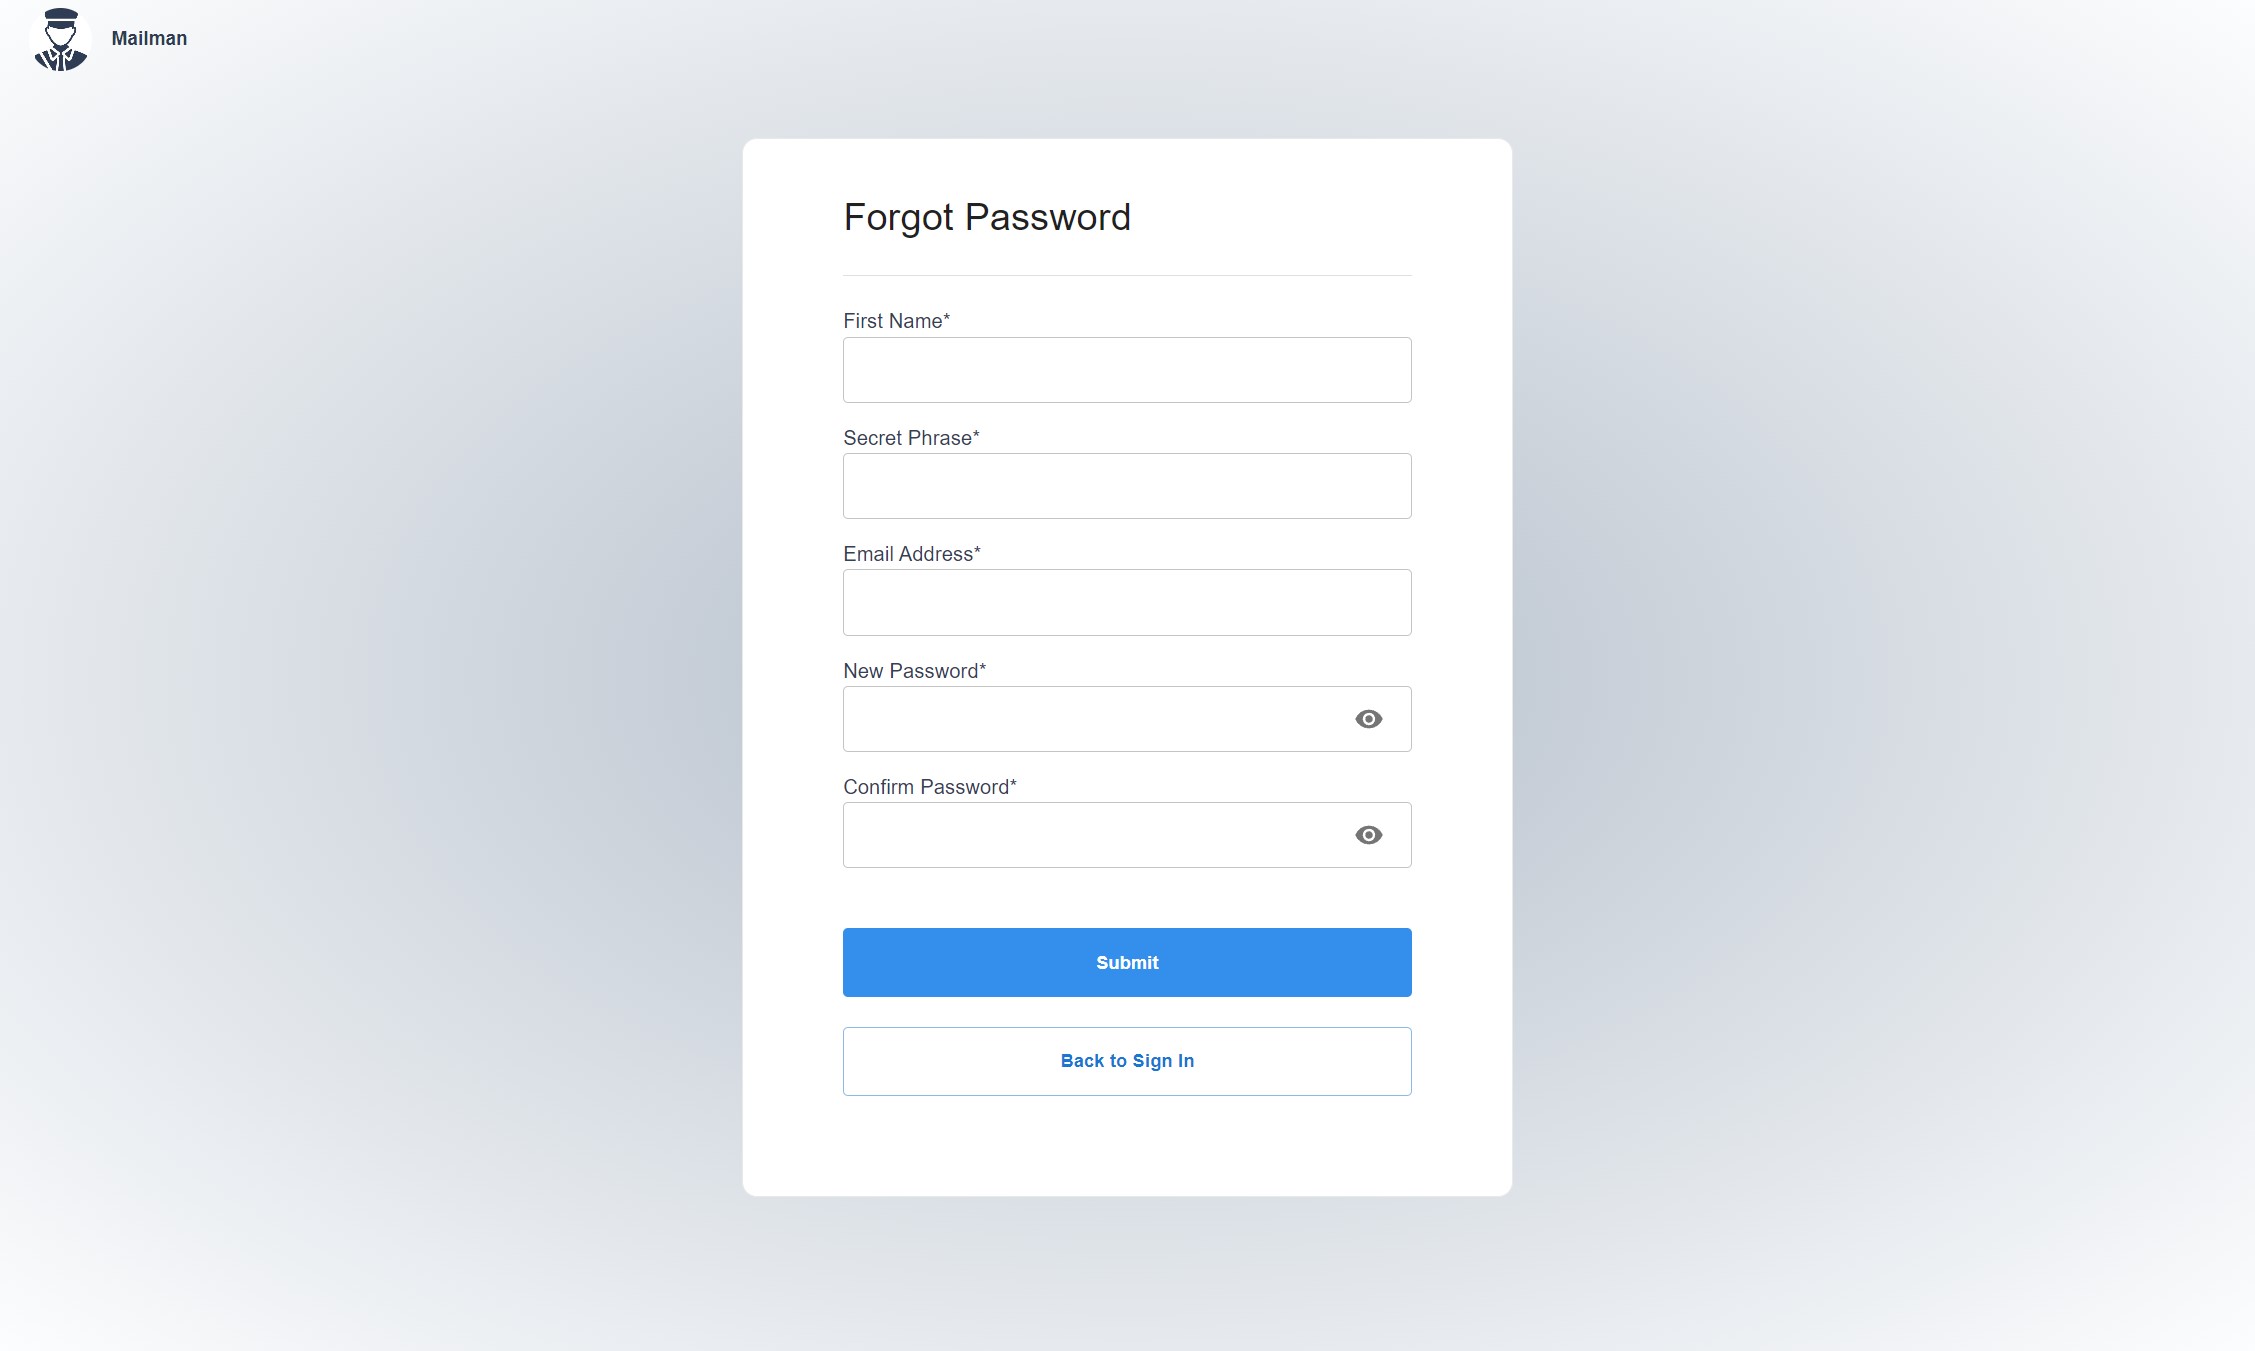 Mailman
Forgot Password
First Name*
Secret Phrase*
Email Address*
New Password*
Confirm Password*
Submit
Back to Sign In